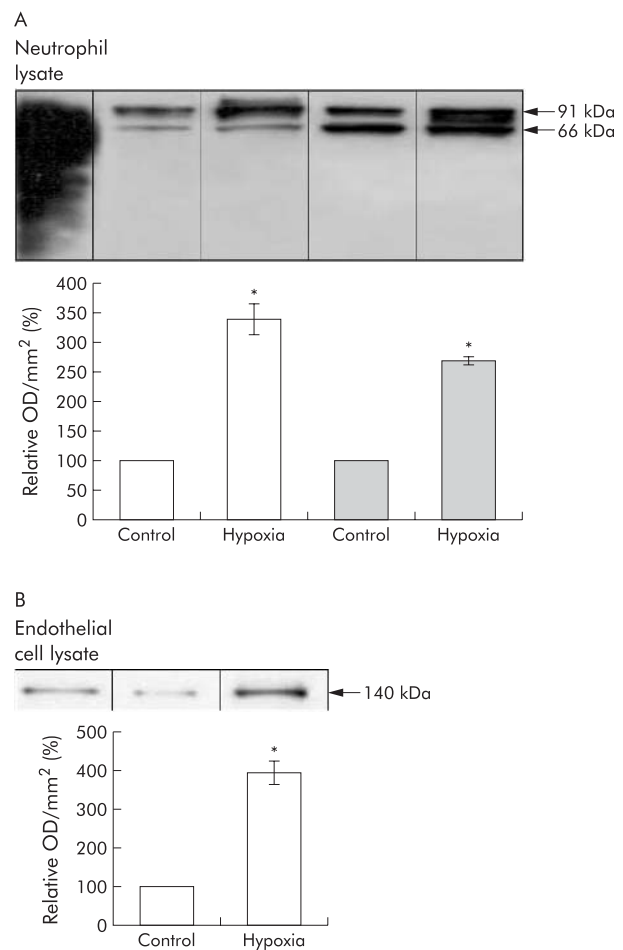 A
Neutrophil
lysate
91 kDa
66 kDa
400
350
300
250
200
150
100
50
0
Relative OD/mm² (%)
*
*
Control Hypoxia Control Hypoxia
B
Endothelial
cell lysate
140 kDa
500
400
300
200
100
0
Relative OD/mm² (%)
*
Control Hypoxia